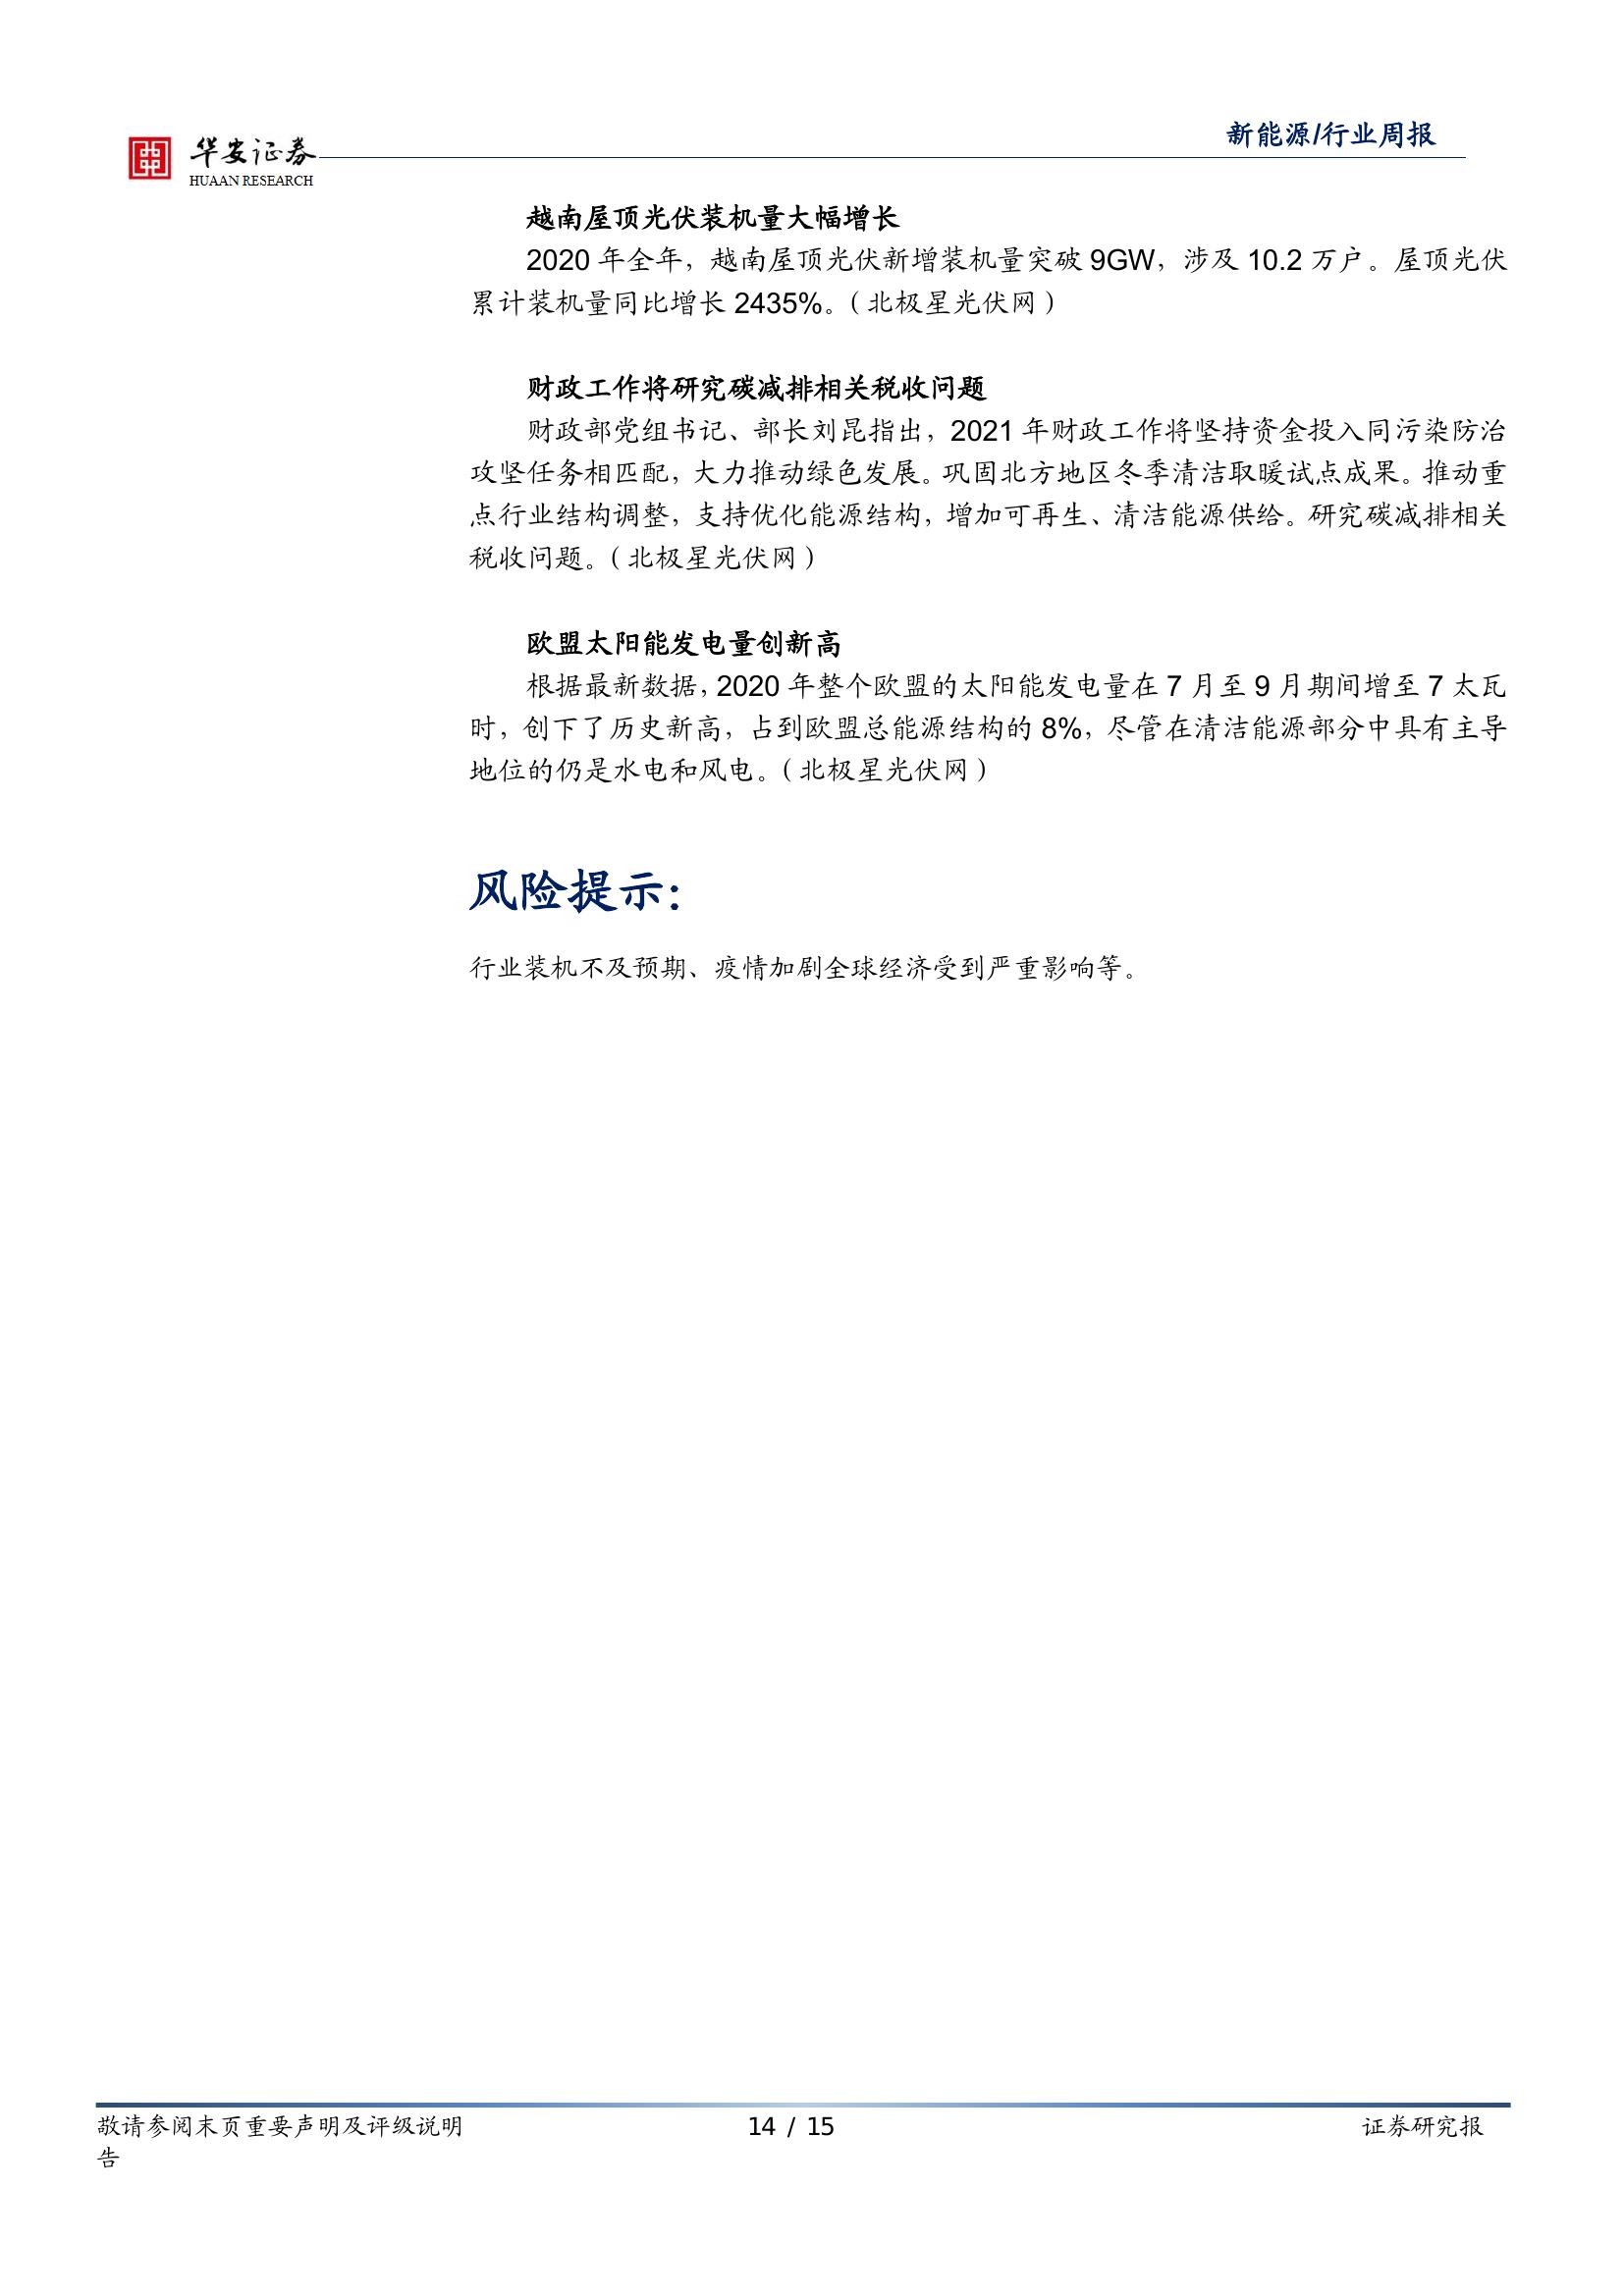 华安证券
HUAAN RESEARCH
新能源/行业周报
越南屋顶光伏装机量大幅增长
2020 年全年，越南屋顶光伏新增装机量突破 9GW，涉及 10.2 万户。屋顶光伏
累计装机量同比增长 2435%。（北极星光伏网）
财政工作将研究碳减排相关税收问题
财政部党组书记、部长刘昆指出，2021 年财政工作将坚持资金投入同污染防治
攻坚任务相匹配，大力推动绿色发展。巩固北方地区冬季清洁取暖试点成果。推动重
点行业结构调整，支持优化能源结构，增加可再生、清洁能源供给。研究碳减排相关
税收问题。（北极星光伏网）
欧盟太阳能发电量创新高
根据最新数据，2020 年整个欧盟的太阳能发电量在 7 月至 9 月期间增至 7 太瓦
时，创下了历史新高，占到欧盟总能源结构的 8%，尽管在清洁能源部分中具有主导
地位的仍是水电和风电。（北极星光伏网）
风险提示：
行业装机不及预期、疫情加剧全球经济受到严重影响等。
敬请参阅末页重要声明及评级说明 14 / 15 证券研究报
告